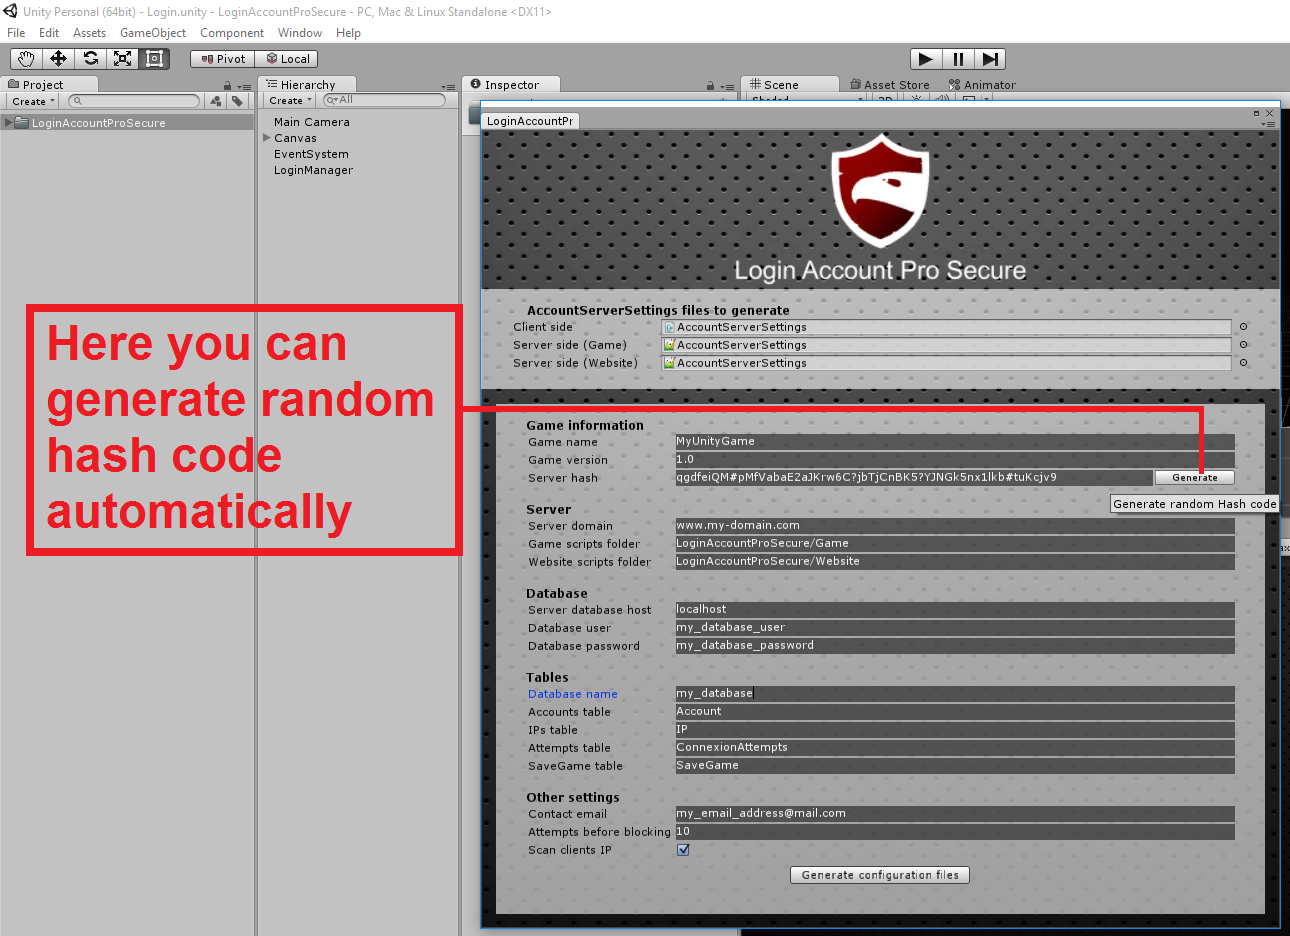 Unity Personal (64bit) - Login.unity - LoginAccountProSecure - PC, Mac & Linux Standalone <DX11>
File Edit Assets GameObject Component Window Help
Pivot Local
Project
Create
LoginAccountProSecure
Hierarchy
Create All
Main Camera
Canvas
EventSystem
LoginManager
Inspector
Scene Asset Store Animator
Shaded 2D
LoginAccountPr
Login Account Pro Secure
AccountServerSettings files to generate
Client side AccountServerSettings
Server side (Game) AccountServerSettings
Server side (Website) AccountServerSettings
Here you can
generate random
hash code
automatically
Game information
Game name MyUnityGame
Game version 1.0
Server hash qgdfeiQM#pMfVabaE2aJKrw6C?jbTjCnBK5?YJNGk5nx1lkb#tuKcjv9 Generate
Generate random Hash code
Server
Server domain www.my-domain.com
Game scripts folder LoginAccountProSecure/Game
Website scripts folder LoginAccountProSecure/Website
Database
Server database host localhost
Database user my_database_user
Database password my_database_password
Tables
Database name my_database
Accounts table Account
IPs table IP
Attempts table ConnexionAttempts
SaveGame table SaveGame
Other settings
Contact email my_email_address@mail.com
Attempts before blocking 10
Scan clients IP
Generate configuration files